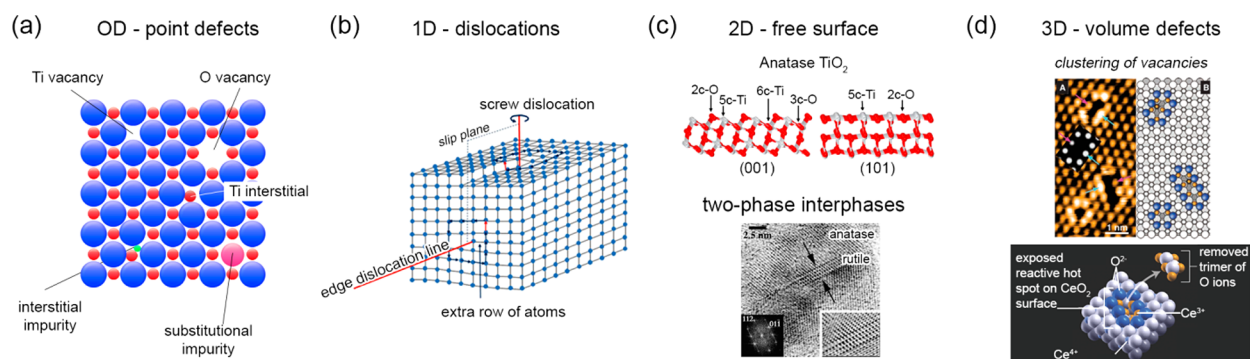 (a)
OD - point defects
Ti vacancy
O vacancy
Ti interstitial
interstitial
impurity
substitutional
impurity
(b)
1D - dislocations
screw dislocation
slip plane
edge dislocation line
extra row of atoms
(c)
2D - free surface
Anatase TiO₂
2c-O
5c-Ti
6c-Ti
3c-O
5c-Ti
2c-O
(001)
(101)
two-phase interphases
2.5 nm
anatase
rutile
112
011
(d)
3D - volume defects
clustering of vacancies
A
B
1 nm
exposed
reactive hot
spot on CeO₂
surface
O²⁻
removed
trimer of
O ions
Ce³⁺
Ce⁴⁺